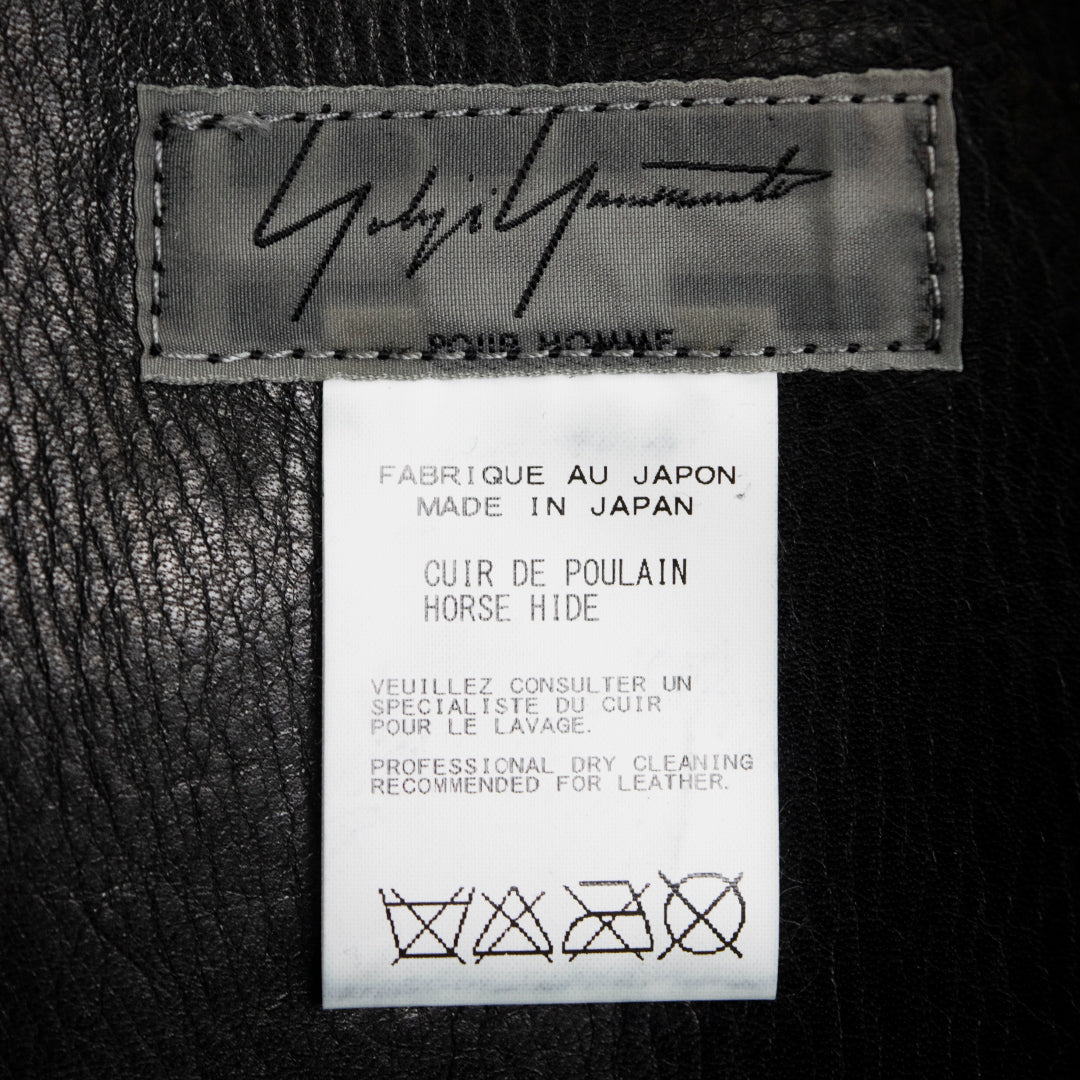 Yohji Yamamoto
POUR HOMME
FABRIQUE AU JAPON
MADE IN JAPAN
CUIR DE POULAIN
HORSE HIDE
VEUILLEZ CONSULTER UN
SPECIALISTE DU CUIR
POUR LE LAVAGE.
PROFESSIONAL DRY CLEANING
RECOMMENDED FOR LEATHER.